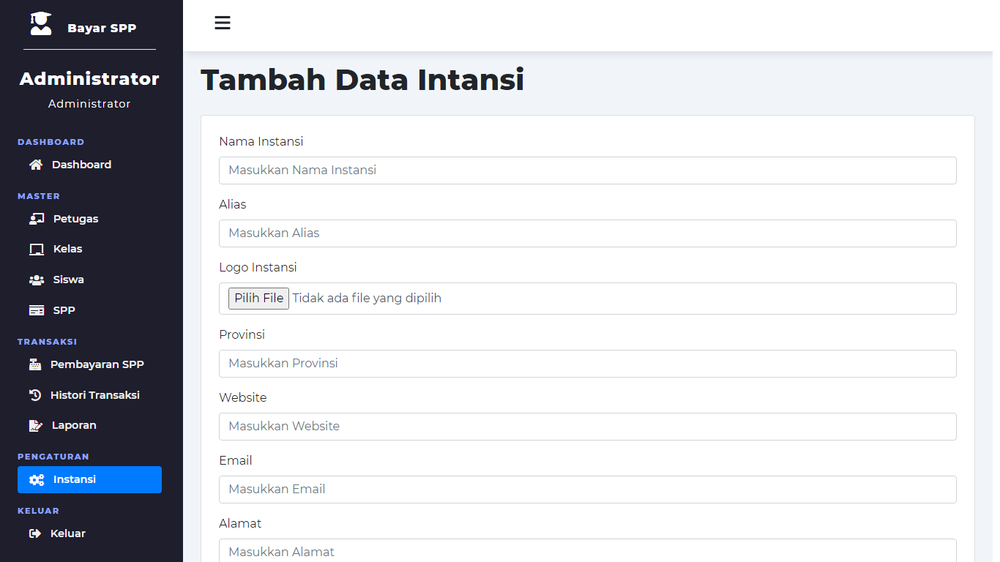 Bayar SPP
Administrator
Administrator
DASHBOARD
Dashboard
MASTER
Petugas
Kelas
Siswa
SPP
TRANSAKSI
Pembayaran SPP
Histori Transaksi
Laporan
PENGATURAN
Instansi
KELUAR
Keluar
Tambah Data Intansi
Nama Instansi
Masukkan Nama Instansi
Alias
Masukkan Alias
Logo Instansi
Pilih File Tidak ada file yang dipilih
Provinsi
Masukkan Provinsi
Website
Masukkan Website
Email
Masukkan Email
Alamat
Masukkan Alamat